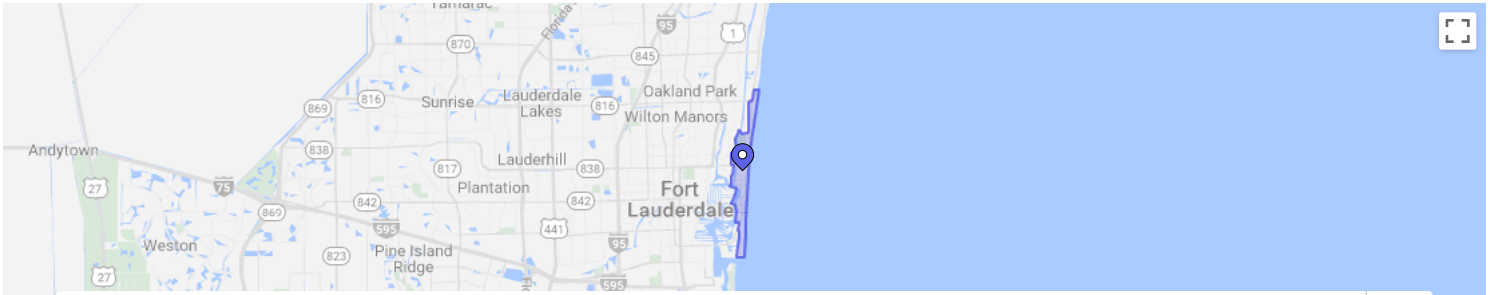 Tamarac
Florida
95
1
870
845
Oakland Park
Lauderdale
Lakes
816
Sunrise
816
869
Wilton Manors
838
Andytown
Lauderhill
838
817
75
27
Plantation
Fort
Lauderdale
842
842
869
595
441
95
Weston
823
Pine Island
Ridge
27
595